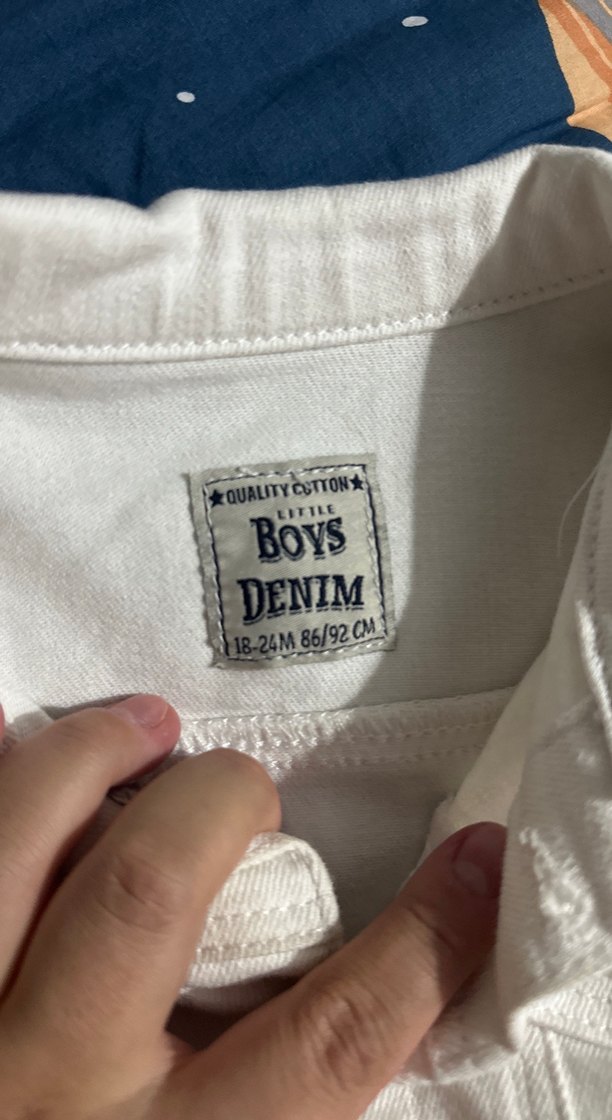 ★QUALITY COTTON★
LITTLE
BOYS
DENIM
18-24M 86/92 CM